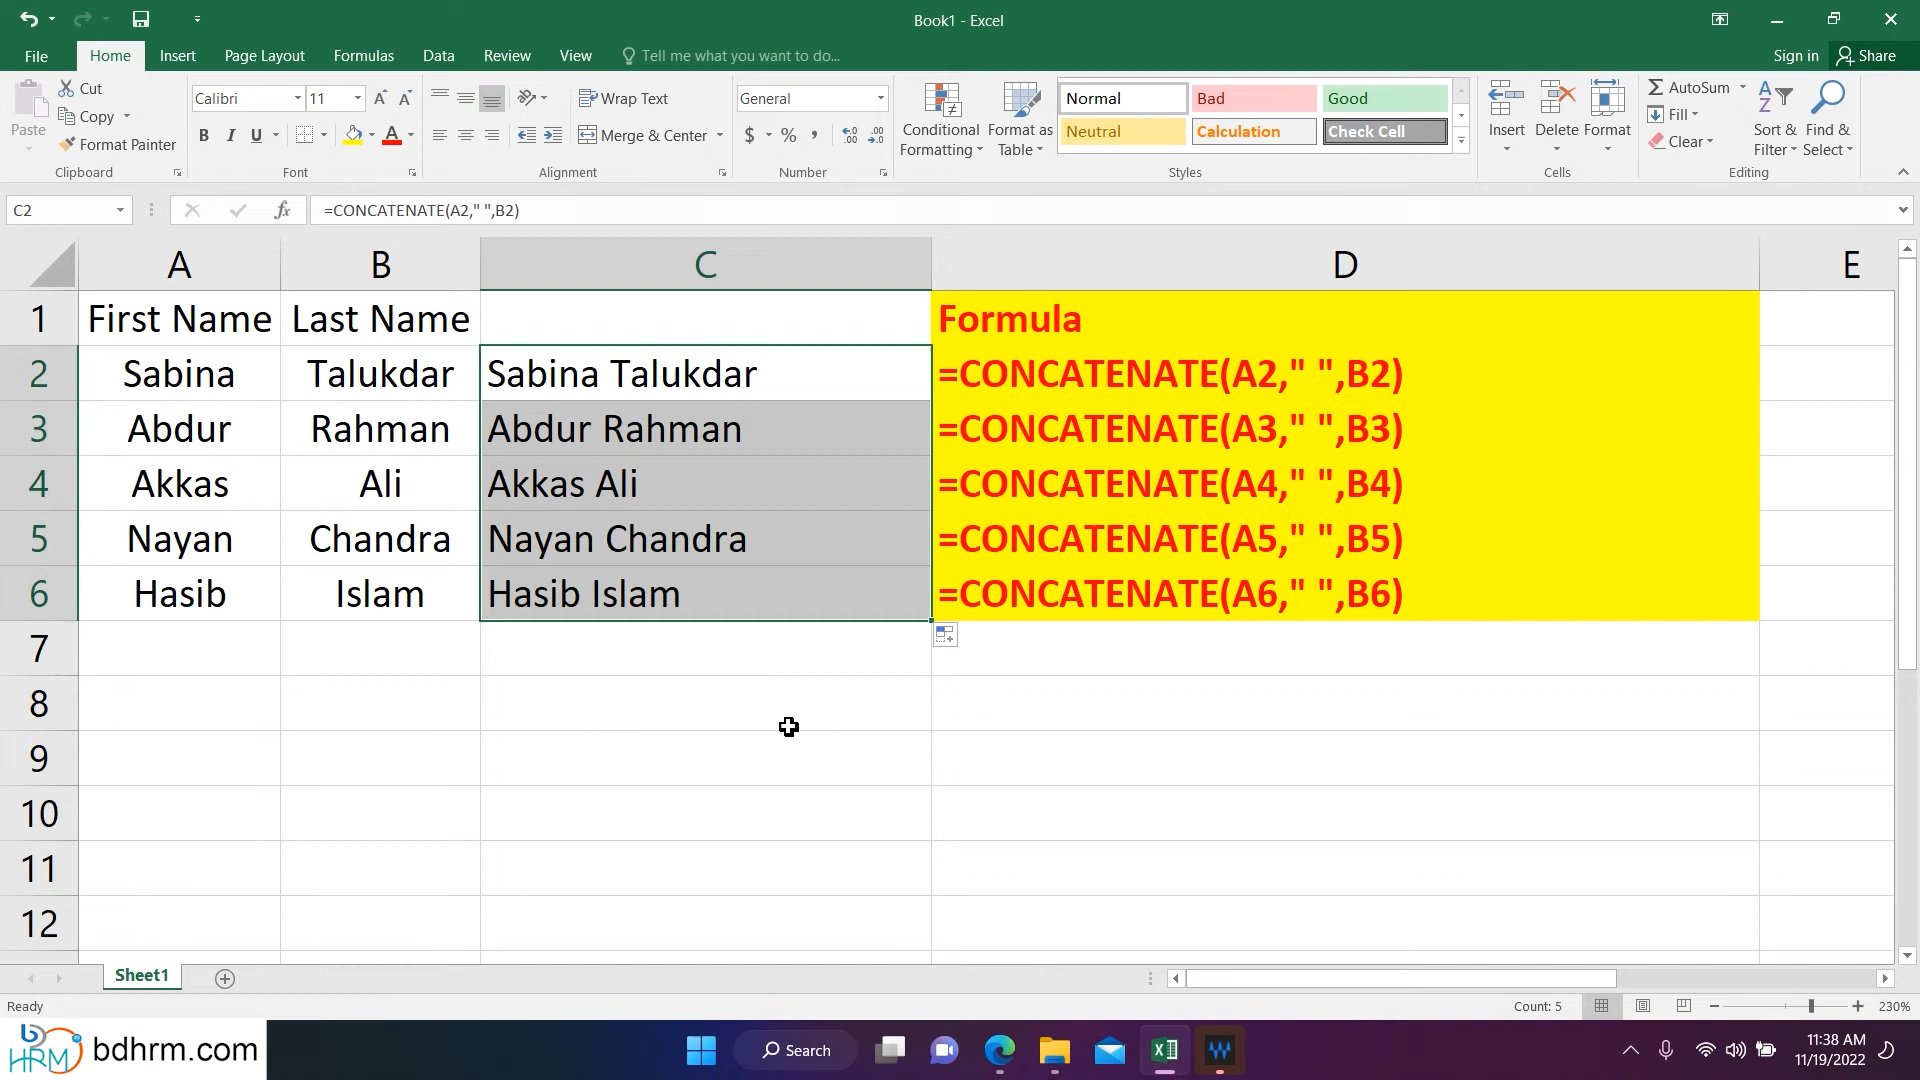 Book1 - Excel
File Home Insert Page Layout Formulas Data Review View Tell me what you want to do... Sign in Share
Paste Cut Copy Format Painter Clipboard
Calibri 11 B I U A A Font
Wrap Text Merge & Center Alignment
General $ % , Number
Conditional Formatting Format as Table Normal Bad Good Neutral Calculation Check Cell Styles
Insert Delete Format Cells
AutoSum Fill Clear Sort & Filter Find & Select Editing
C2 fx =CONCATENATE(A2," ",B2)
A B C D E
1 First Name Last Name Formula
2 Sabina Talukdar Sabina Talukdar =CONCATENATE(A2," ",B2)
3 Abdur Rahman Abdur Rahman =CONCATENATE(A3," ",B3)
4 Akkas Ali Akkas Ali =CONCATENATE(A4," ",B4)
5 Nayan Chandra Nayan Chandra =CONCATENATE(A5," ",B5)
6 Hasib Islam Hasib Islam =CONCATENATE(A6," ",B6)
7
8
9
10
11
12
Sheet1
Ready Count: 5 230%
HRM bdhrm.com Search 11:38 AM
11/19/2022